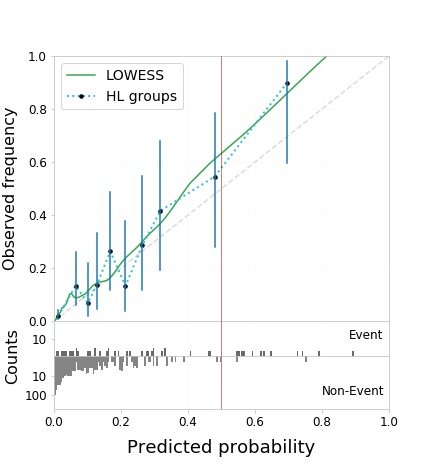 1.0
LOWESS
HL groups
0.8
0.6
0.4
0.2
0.0
Observed frequency
10
Event
10
100
Non-Event
Counts
0.0 0.2 0.4 0.6 0.8 1.0
Predicted probability